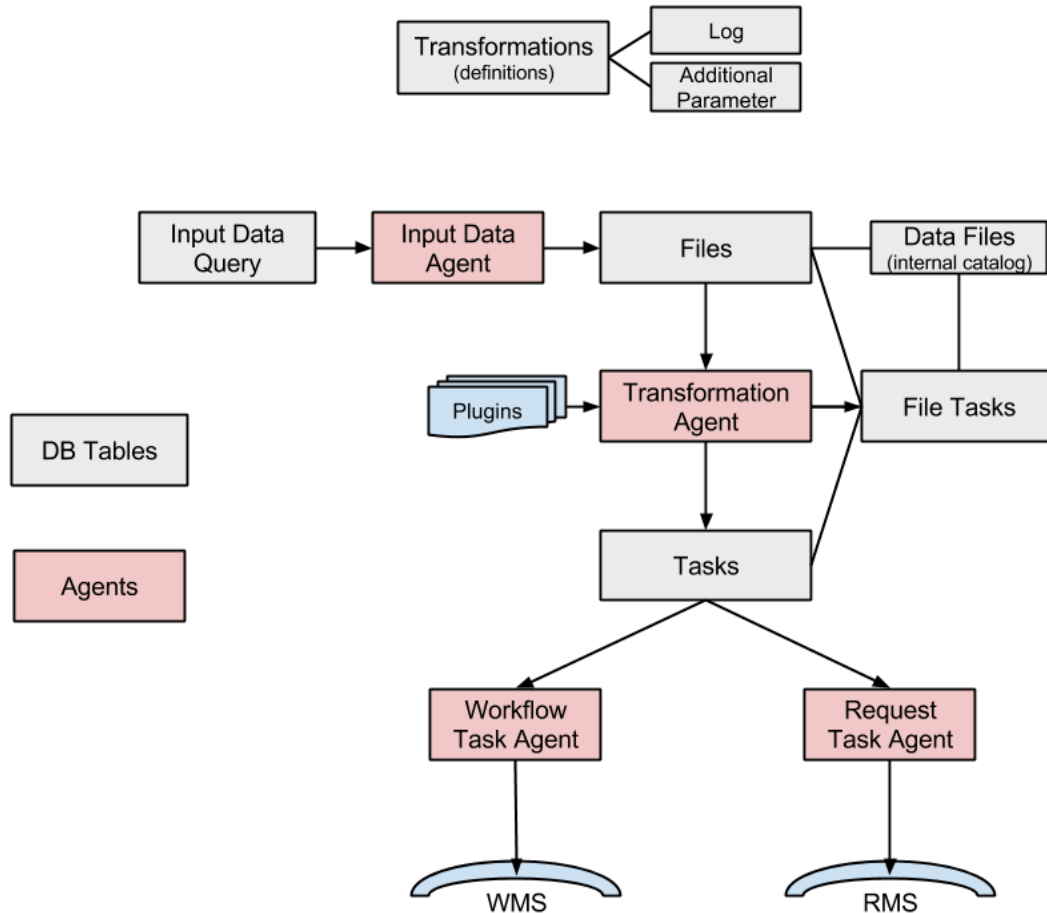 Transformations
(definitions)
Log
Additional
Parameter
Input Data
Query
Input Data
Agent
Files
Data Files
(internal catalog)
Plugins
Transformation
Agent
File Tasks
DB Tables
Agents
Tasks
Workflow
Task Agent
Request
Task Agent
WMS
RMS